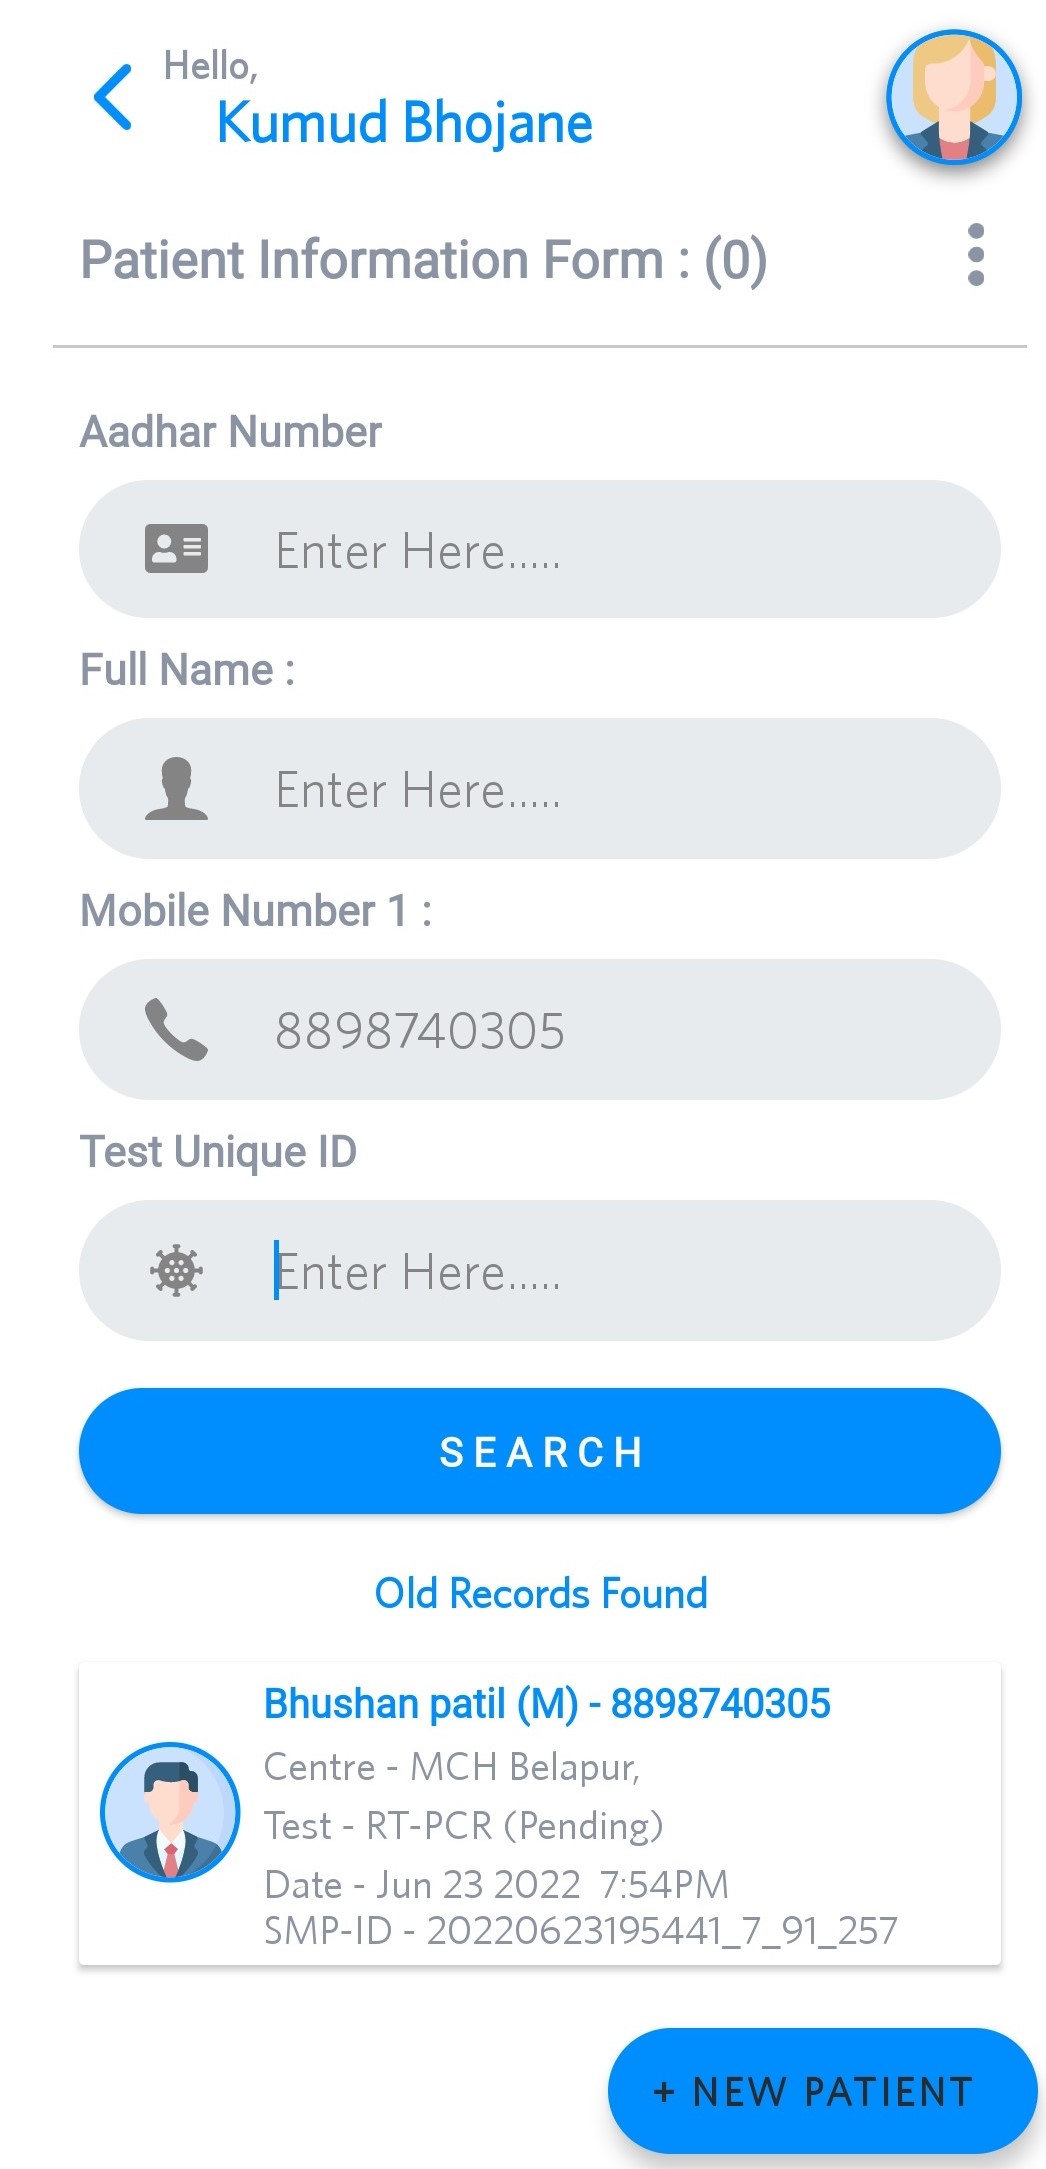 Hello,
Kumud Bhojane
Patient Information Form : (0)
Aadhar Number
Enter Here.....
Full Name :
Enter Here.....
Mobile Number 1 :
8898740305
Test Unique ID
Enter Here.....
SEARCH
Old Records Found
Bhushan patil (M) - 8898740305
Centre - MCH Belapur,
Test - RT-PCR (Pending)
Date - Jun 23 2022  7:54PM
SMP-ID - 20220623195441_7_91_257
+ NEW PATIENT